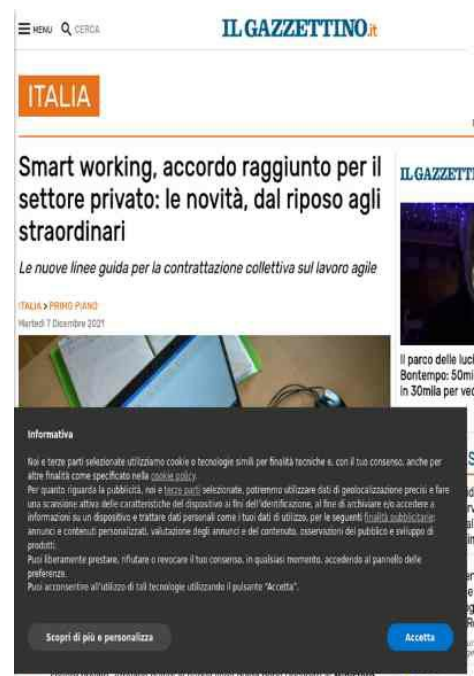 MENU CERCA IL GAZZETTINO.it
ITALIA
Smart working, accordo raggiunto per il
settore privato: le novità, dal riposo agli
straordinari
Le nuove linee guida per la contrattazione collettiva sul lavoro agile
ITALIA > PRIMO PIANO
Martedì 7 Dicembre 2021
IL GAZZETTI
Il parco delle luci
Bontempo: 50mi
in 30mila per ved
Informativa
Noi e terze parti selezionate utilizziamo cookie o tecnologie simili per finalità tecniche e, con il tuo consenso, anche per
altre finalità come specificato nella cookie policy.
Per quanto riguarda la pubblicità, noi e terze parti selezionate, potremmo utilizzare dati di geolocalizzazione precisi e fare
una scansione attiva delle caratteristiche del dispositivo ai fini dell'identificazione, al fine di archiviare e/o accedere a
informazioni su un dispositivo e trattare dati personali come i tuoi dati di utilizzo, per le seguenti finalità pubblicitarie:
annunci e contenuti personalizzati, valutazione degli annunci e del contenuto, osservazioni del pubblico e sviluppo di
prodotti.
Puoi liberamente prestare, rifiutare o revocare il tuo consenso, in qualsiasi momento, accedendo al pannello delle
preferenze.
Puoi acconsentire all'utilizzo di tali tecnologie utilizzando il pulsante "Accetta".
Scopri di più e personalizza
Accetta